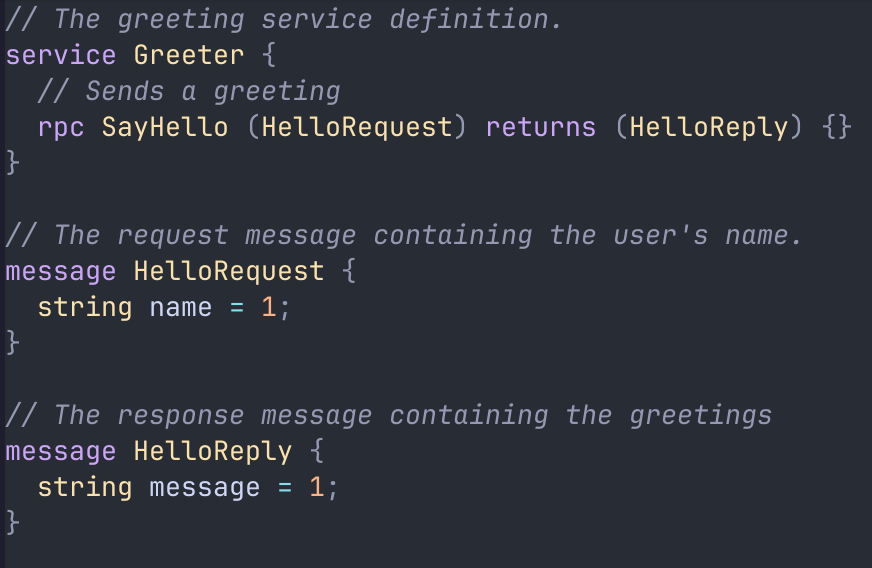 // The greeting service definition.
service Greeter {
  // Sends a greeting
  rpc SayHello (HelloRequest) returns (HelloReply) {}
}

// The request message containing the user's name.
message HelloRequest {
  string name = 1;
}

// The response message containing the greetings
message HelloReply {
  string message = 1;
}